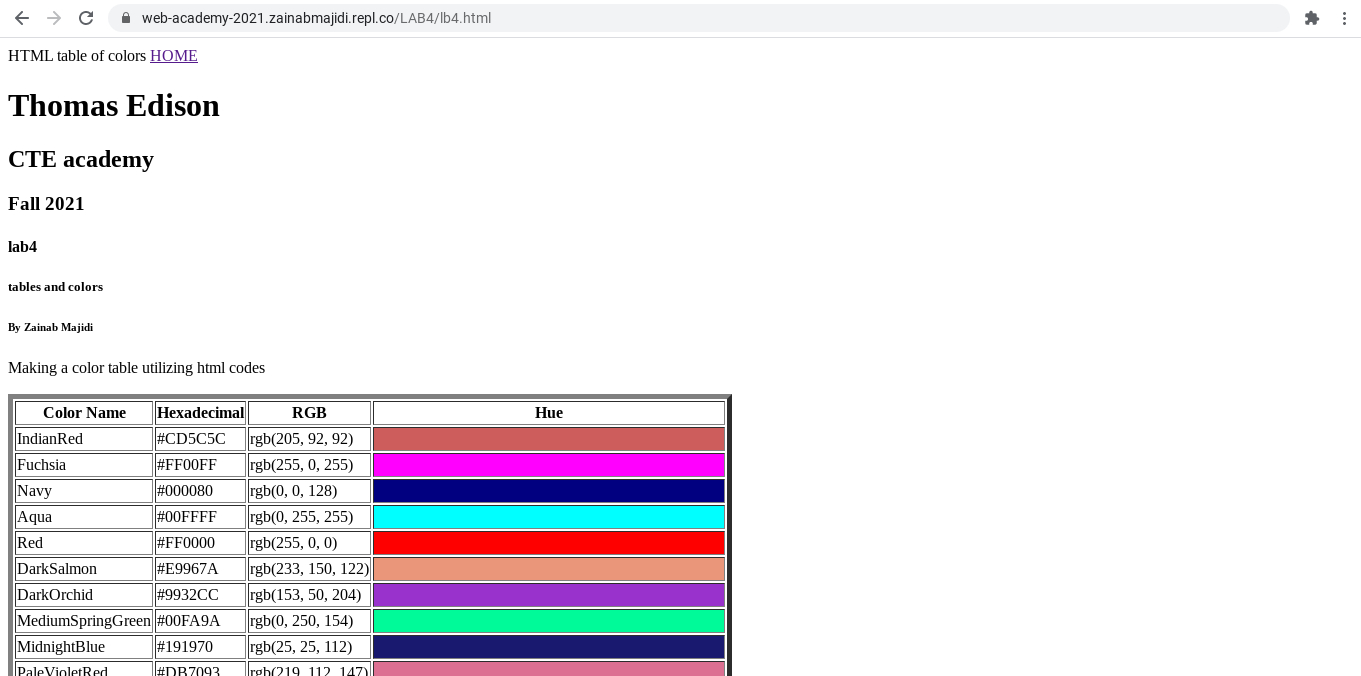 web-academy-2021.zainabmajidi.repl.co/LAB4/lb4.html
HTML table of colors HOME
Thomas Edison
CTE academy
Fall 2021
lab4
tables and colors
By Zainab Majidi
Making a color table utilizing html codes
Color Name Hexadecimal RGB Hue
IndianRed #CD5C5C rgb(205, 92, 92)
Fuchsia #FF00FF rgb(255, 0, 255)
Navy #000080 rgb(0, 0, 128)
Aqua #00FFFF rgb(0, 255, 255)
Red #FF0000 rgb(255, 0, 0)
DarkSalmon #E9967A rgb(233, 150, 122)
DarkOrchid #9932CC rgb(153, 50, 204)
MediumSpringGreen #00FA9A rgb(0, 250, 154)
MidnightBlue #191970 rgb(25, 25, 112)
PaleVioletRed #DB7093 rgb(219, 112, 147)